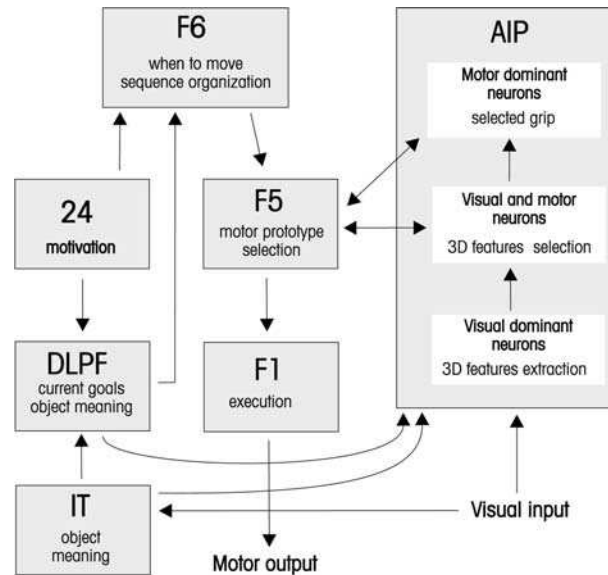 F6
when to move
sequence organization
AIP
Motor dominant
neurons
selected grip
24
motivation
F5
motor prototype
selection
Visual and motor
neurons
3D features selection
DLPF
current goals
object meaning
F1
execution
Visual dominant
neurons
3D features extraction
IT
object
meaning
Visual input
Motor output